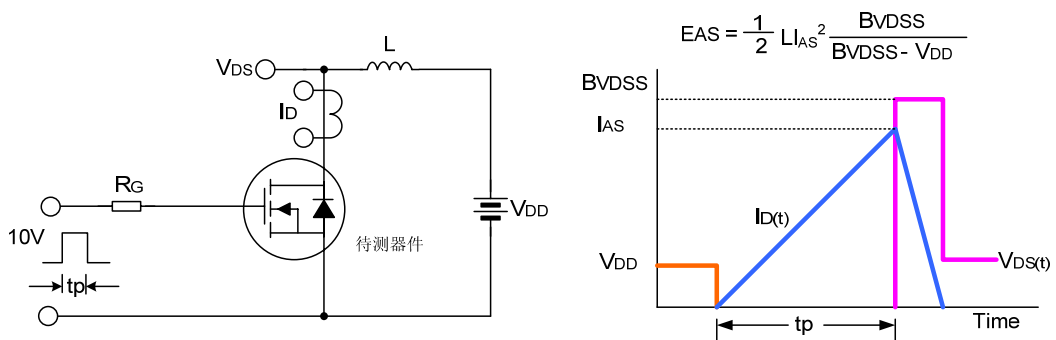 L
VDS
ID
RG
10V
tp
VDD
待测器件
EAS = 1/2 LIAS² BVDSS/(BVDSS - VDD)
BVDSS
IAS
ID(t)
VDD
VDS(t)
tp
Time